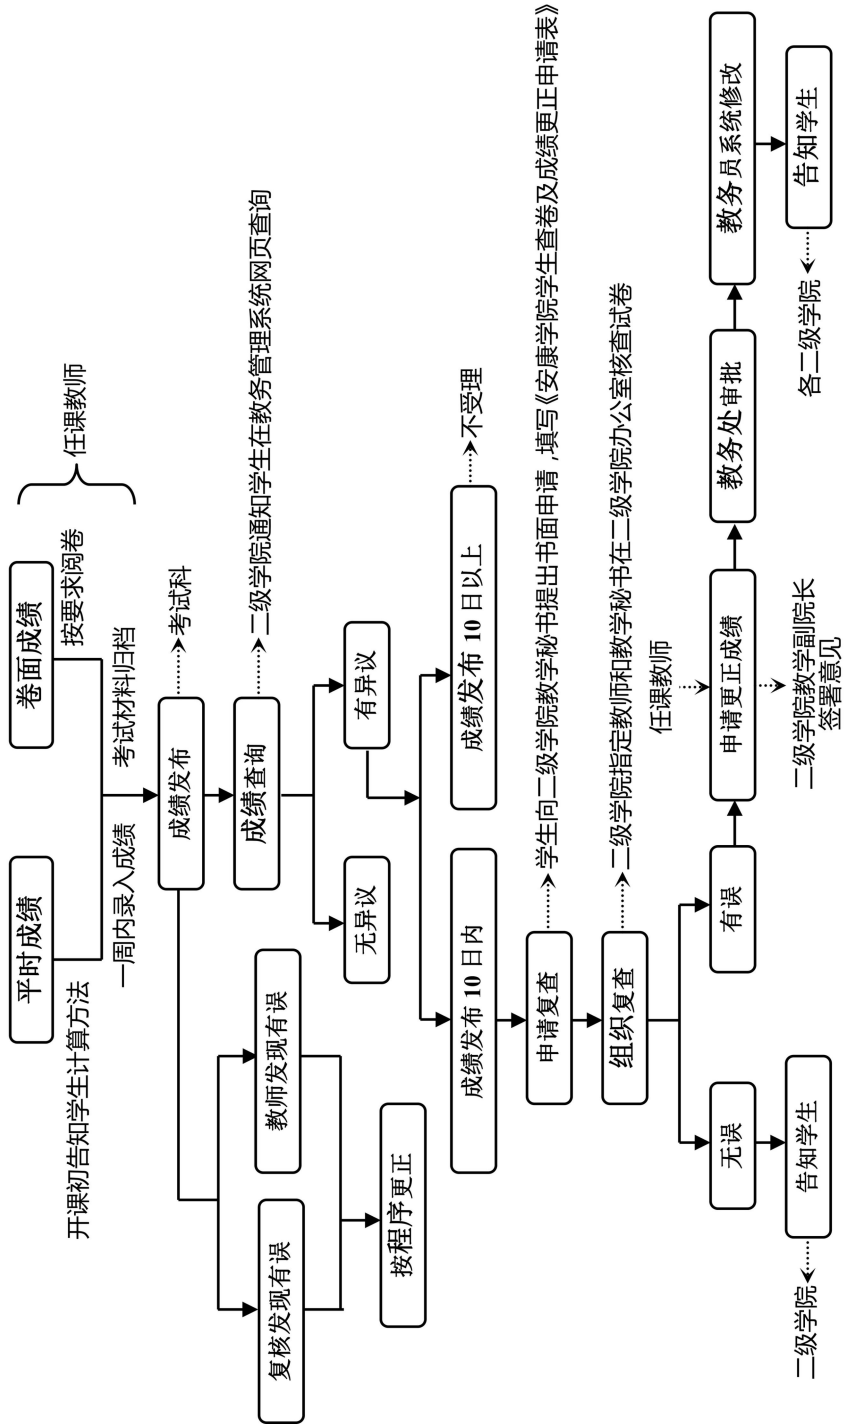 平时成绩
卷面成绩
任课教师
开课初告知学生计算方法
按要求阅卷
一周内录入成绩
考试材料归档
成绩发布
考试科
成绩查询
二级学院通知学生在教务管理系统网页查询
复核发现有误
教师发现有误
无异议
有异议
按程序更正
成绩发布 10 日内
成绩发布 10 日以上
不受理
申请复查
学生向二级学院教学秘书提出书面申请,填写《安康学院学生查卷及成绩更正申请表》
组织复查
二级学院指定教师和教学秘书在二级学院办公室核查试卷
任课教师
无误
有误
申请更正成绩
教务处审批
教务员系统修改
二级学院
告知学生
二级学院教学副院长
签署意见
各二级学院
告知学生